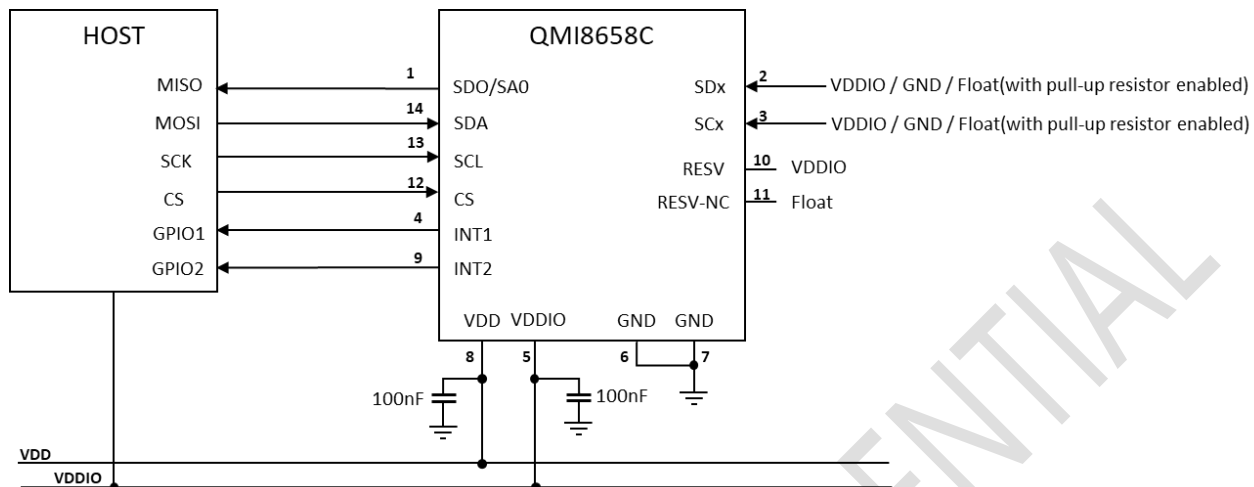 HOST
QMI8658C
MISO
1
SDO/SA0
SDx
2
VDDIO / GND / Float(with pull-up resistor enabled)
MOSI
14
SDA
SCx
3
VDDIO / GND / Float(with pull-up resistor enabled)
SCK
13
SCL
RESV
10
VDDIO
CS
12
CS
RESV-NC
11
Float
GPIO1
4
INT1
GPIO2
9
INT2
VDD
VDDIO
GND
GND
8
5
6
7
100nF
100nF
VDD
VDDIO
ENTIAL